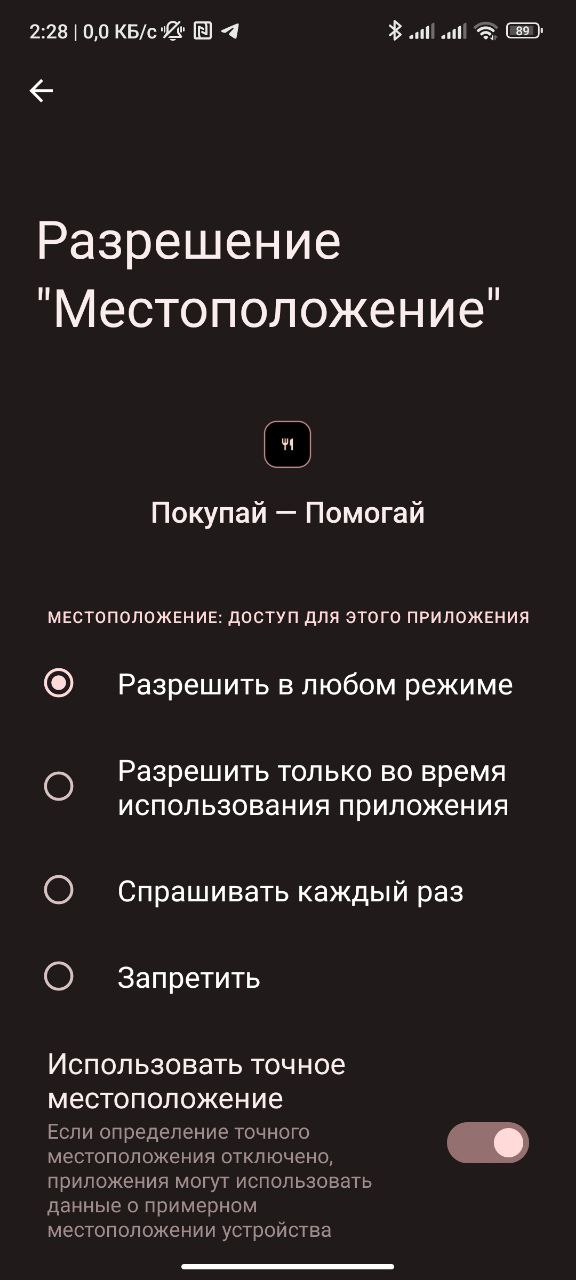 2:28 | 0,0 КБ/с
89
Разрешение
"Местоположение"
Покупай — Помогай
МЕСТОПОЛОЖЕНИЕ: ДОСТУП ДЛЯ ЭТОГО ПРИЛОЖЕНИЯ
Разрешить в любом режиме
Разрешить только во время
использования приложения
Спрашивать каждый раз
Запретить
Использовать точное
местоположение
Если определение точного
местоположения отключено,
приложения могут использовать
данные о примерном
местоположении устройства